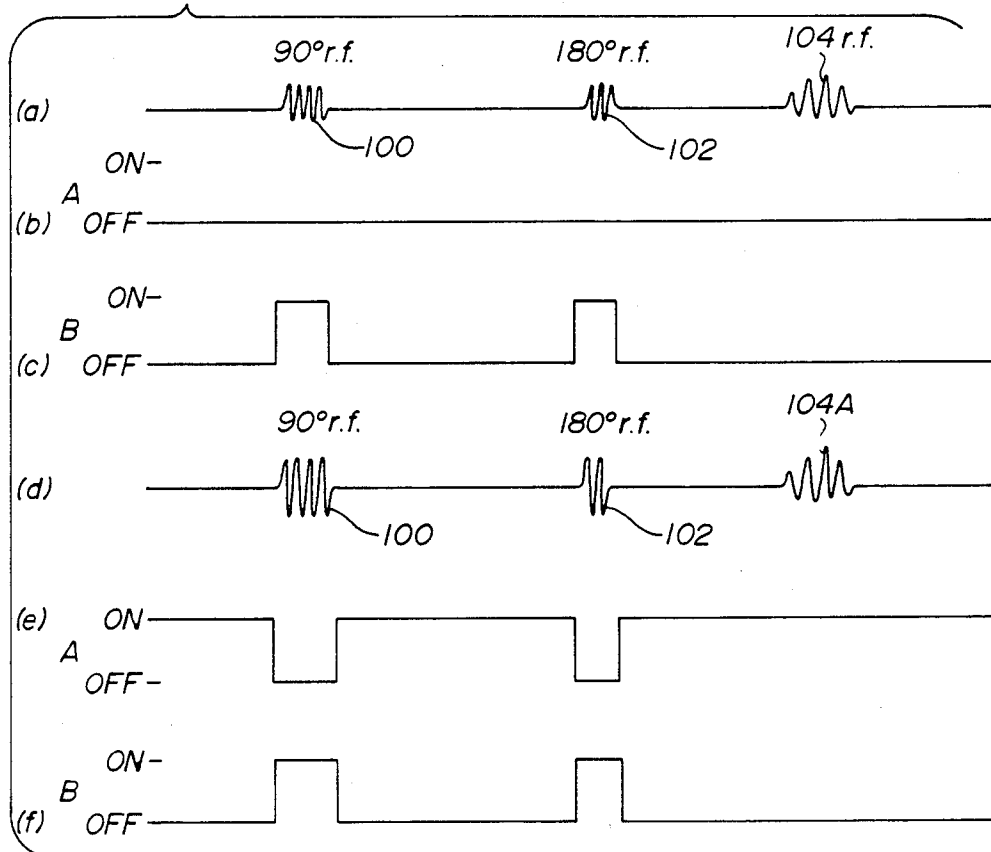 90° r.f.
180° r.f.
104 r.f.
(a)
100
102
ON
A
(b) OFF
ON
B
(c) OFF
90° r.f.
180° r.f.
104A
(d)
100
102
(e) ON
A
OFF
ON
B
(f) OFF